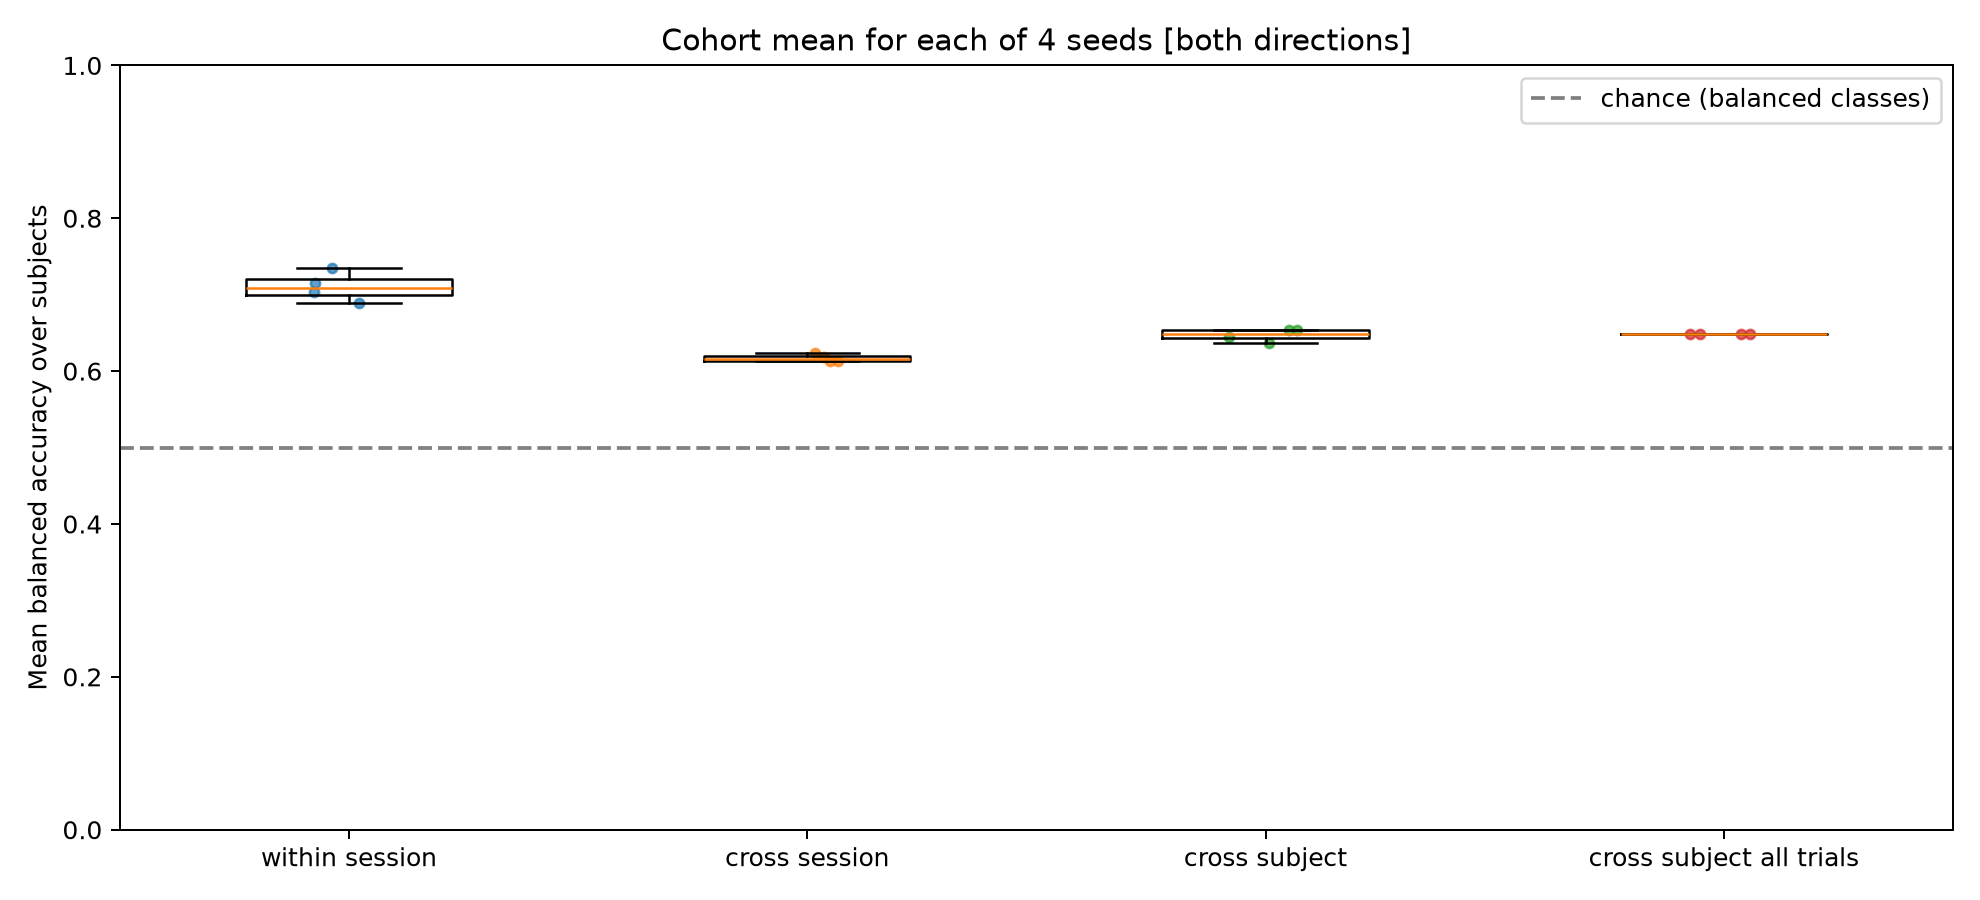 Cohort mean for each of 4 seeds [both directions]
chance (balanced classes)
Mean balanced accuracy over subjects
1.0
0.8
0.6
0.4
0.2
0.0
within session
cross session
cross subject
cross subject all trials